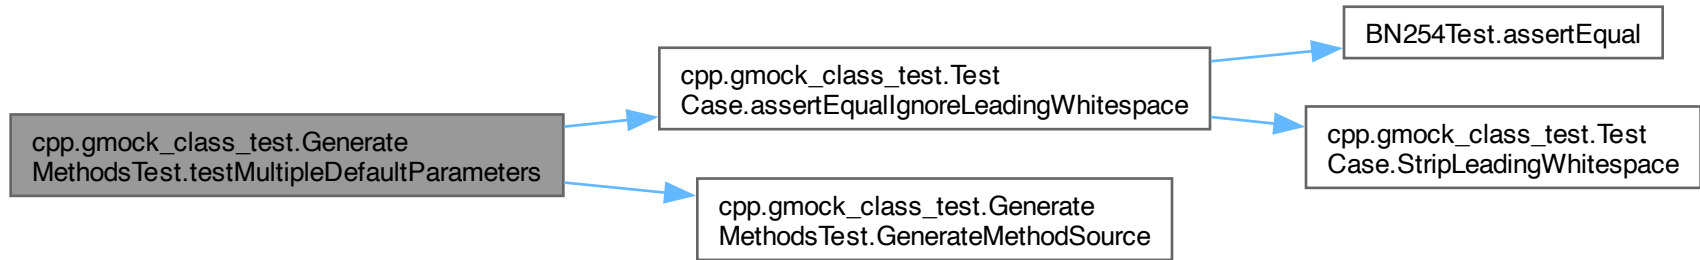 cpp.gmock_class_test.Generate
MethodsTest.testMultipleDefaultParameters
cpp.gmock_class_test.Test
Case.assertEqualIgnoreLeadingWhitespace
BN254Test.assertEqual
cpp.gmock_class_test.Test
Case.StripLeadingWhitespace
cpp.gmock_class_test.Generate
MethodsTest.GenerateMethodSource